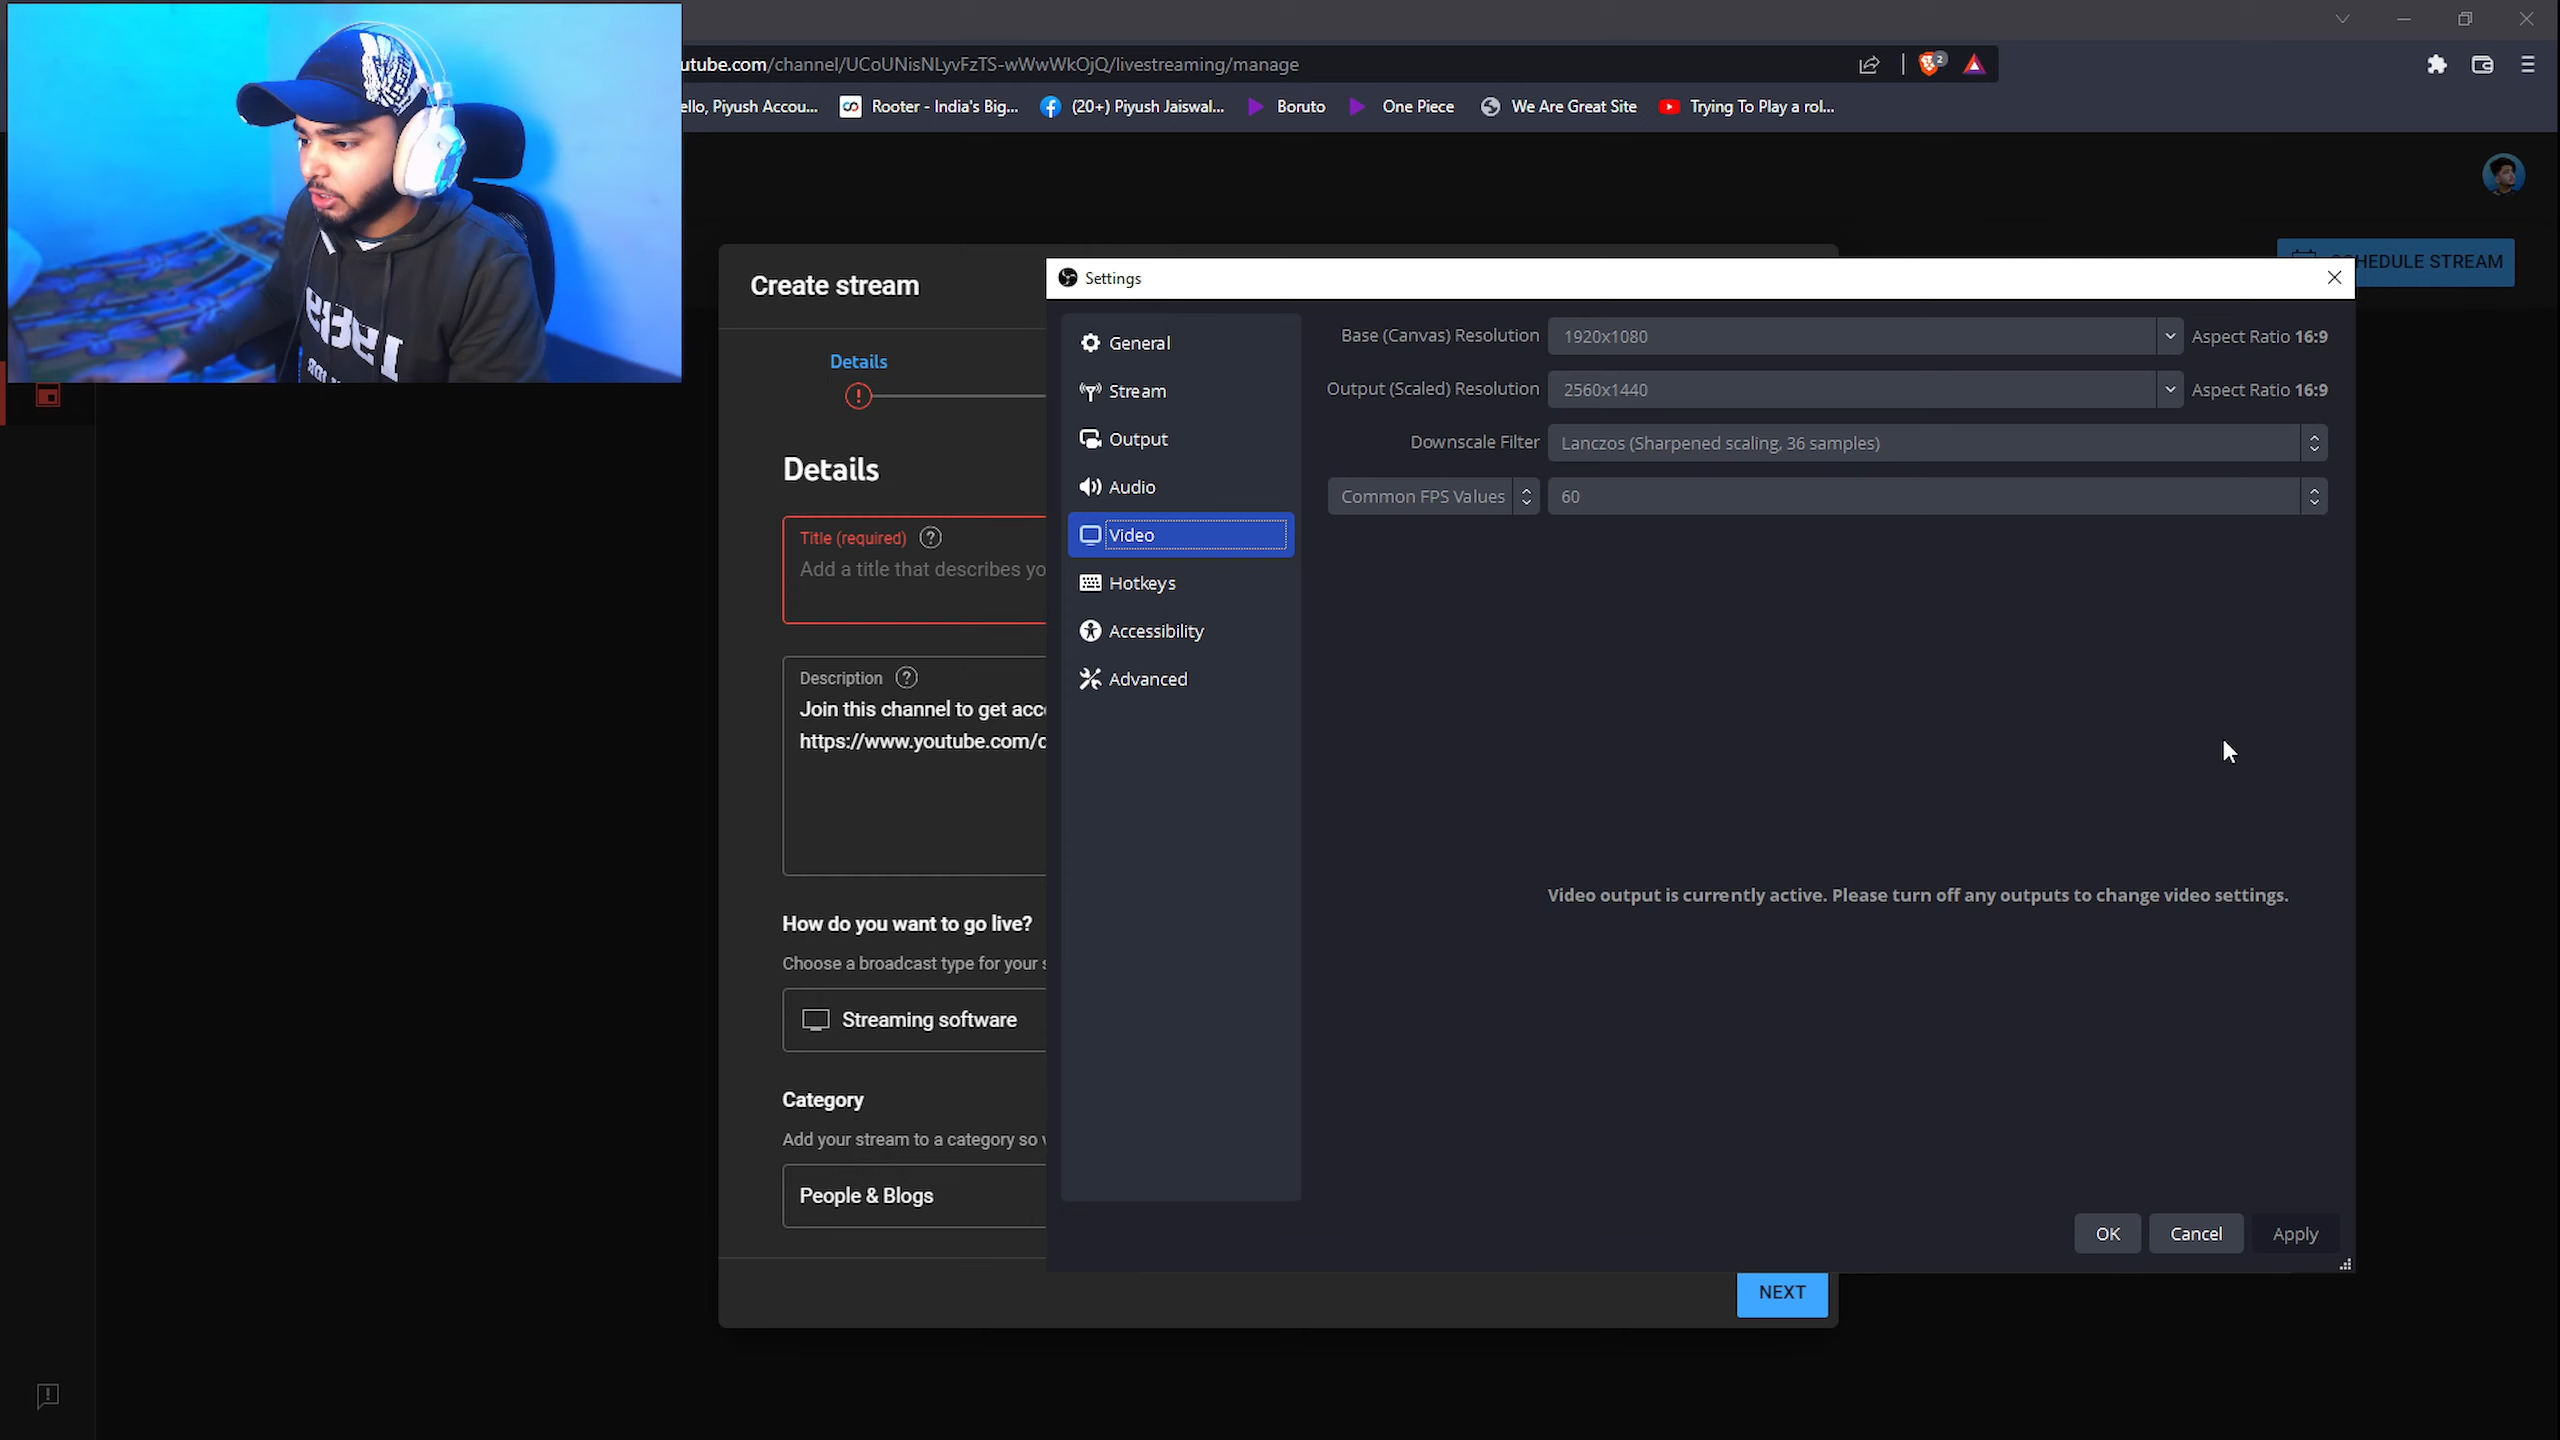 utube.com/channel/UCoUNisNLyvFzTS-wWwWkOjQ/livestreaming/manage
2
ello, Piyush Accou...
Rooter - India's Big...
(20+) Piyush Jaiswal...
Boruto
One Piece
We Are Great Site
Trying To Play a rol...
HEDULE STREAM
Create stream
Details
Details
Title (required)
Add a title that describes yo
Description
Join this channel to get acc
https://www.youtube.com/c
How do you want to go live?
Choose a broadcast type for your s
Streaming software
Category
Add your stream to a category so v
People & Blogs
NEXT
Settings
General
Stream
Output
Audio
Video
Hotkeys
Accessibility
Advanced
Base (Canvas) Resolution 1920x1080 Aspect Ratio 16:9
Output (Scaled) Resolution 2560x1440 Aspect Ratio 16:9
Downscale Filter Lanczos (Sharpened scaling, 36 samples)
Common FPS Values 60
Video output is currently active. Please turn off any outputs to change video settings.
OK Cancel Apply